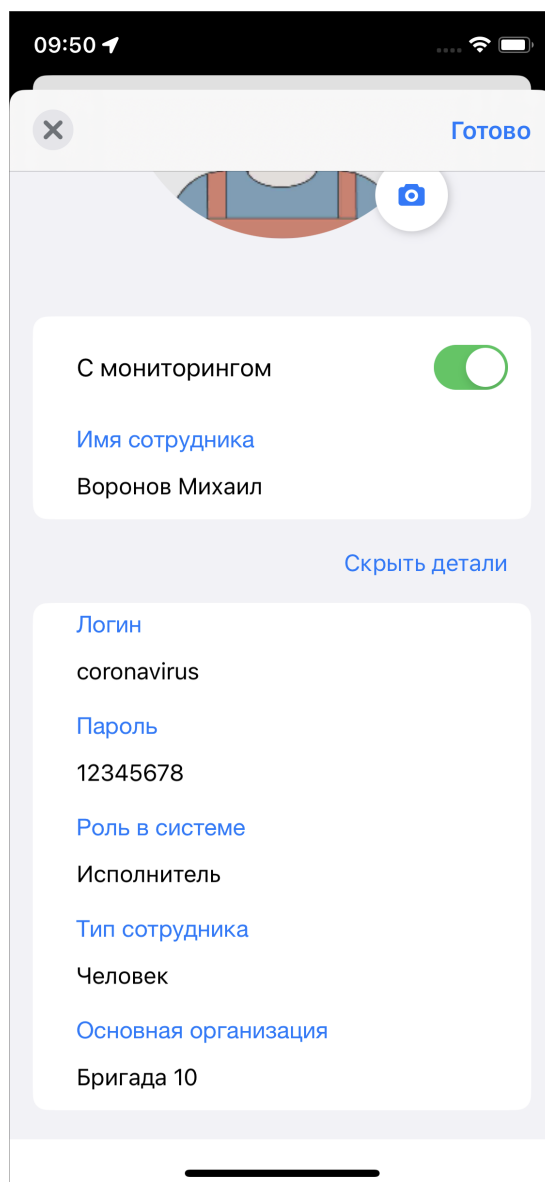 09:50
Готово
С мониторингом
Имя сотрудника
Воронов Михаил
Скрыть детали
Логин
coronavirus
Пароль
12345678
Роль в системе
Исполнитель
Тип сотрудника
Человек
Основная организация
Бригада 10